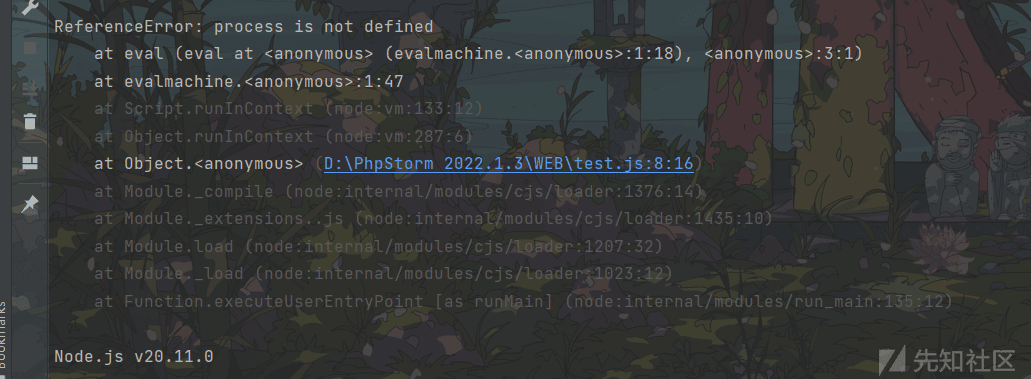 ReferenceError: process is not defined
at eval (eval at <anonymous> (evalmachine.<anonymous>:1:18), <anonymous>:3:1)
at evalmachine.<anonymous>:1:47
at Script.runInContext (node:vm:133:12)
at Object.runInContext (node:vm:287:6)
at Object.<anonymous> (D:\PhpStorm 2022.1.3\WEB\test.js:8:16)
at Module._compile (node:internal/modules/cjs/loader:1376:14)
at Module._extensions..js (node:internal/modules/cjs/loader:1435:10)
at Module.load (node:internal/modules/cjs/loader:1207:32)
at Module._load (node:internal/modules/cjs/loader:1023:12)
at Function.executeUserEntryPoint [as runMain] (node:internal/modules/run_main:135:12)
Bookmarks
Node.js v20.11.0
先知社区